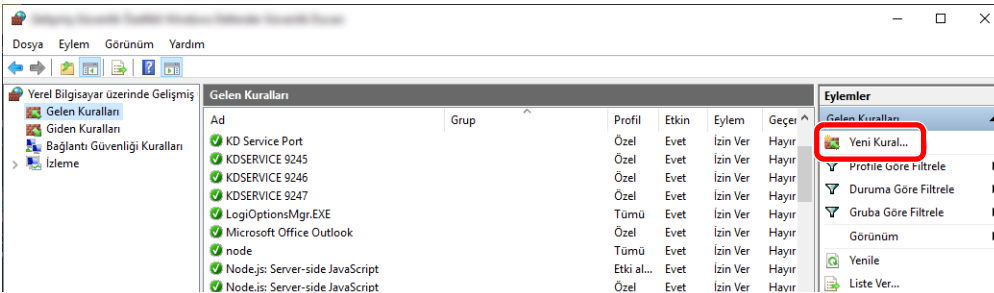 Dosya Eylem Görünüm Yardım
Yerel Bilgisayar üzerinde Gelişmiş
Gelen Kuralları
Giden Kuralları
Bağlantı Güvenliği Kuralları
İzleme
Gelen Kuralları
Ad Grup Profil Etkin Eylem Geçer
KD Service Port Özel Evet İzin Ver Hayır
KDSERVICE 9245 Özel Evet İzin Ver Hayır
KDSERVICE 9246 Özel Evet İzin Ver Hayır
KDSERVICE 9247 Özel Evet İzin Ver Hayır
LogiOptionsMgr.EXE Tümü Evet İzin Ver Hayır
Microsoft Office Outlook Özel Evet İzin Ver Hayır
node Tümü Evet İzin Ver Hayır
Node.js: Server-side JavaScript Etki al... Evet İzin Ver Hayır
Node.js: Server-side JavaScript Özel Evet İzin Ver Hayır
Eylemler
Gelen Kuralları
Yeni Kural...
Profile Göre Filtrele
Duruma Göre Filtrele
Gruba Göre Filtrele
Görünüm
Yenile
Liste Ver...